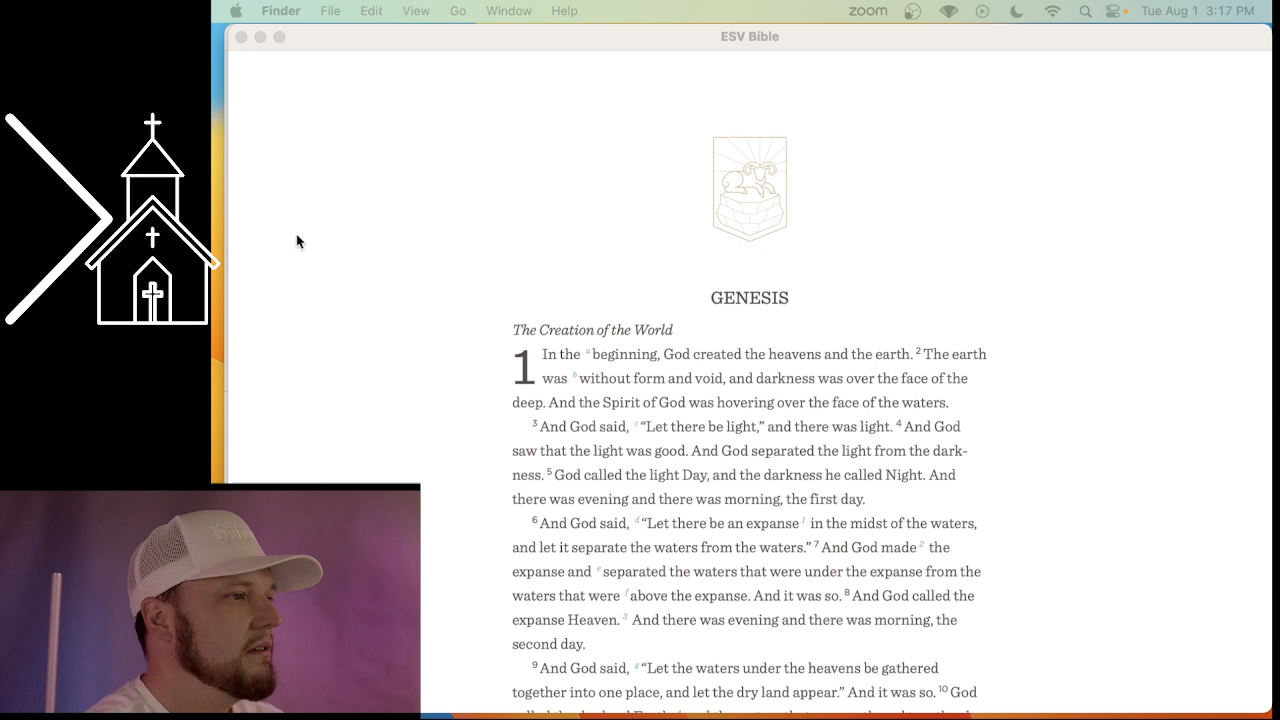 Finder File Edit View Go Window Help zoom Tue Aug 1 3:17 PM
ESV Bible
GENESIS
The Creation of the World
1 In the a beginning, God created the heavens and the earth. 2 The earth
was b without form and void, and darkness was over the face of the
deep. And the Spirit of God was hovering over the face of the waters.
3 And God said, c “Let there be light,” and there was light. 4 And God
saw that the light was good. And God separated the light from the dark-
ness. 5 God called the light Day, and the darkness he called Night. And
there was evening and there was morning, the first day.
6 And God said, d “Let there be an expanse 1 in the midst of the waters,
and let it separate the waters from the waters.” 7 And God made 2 the
expanse and e separated the waters that were under the expanse from the
waters that were f above the expanse. And it was so. 8 And God called the
expanse Heaven. 3 And there was evening and there was morning, the
second day.
9 And God said, g “Let the waters under the heavens be gathered
together into one place, and let the dry land appear.” And it was so. 10 God